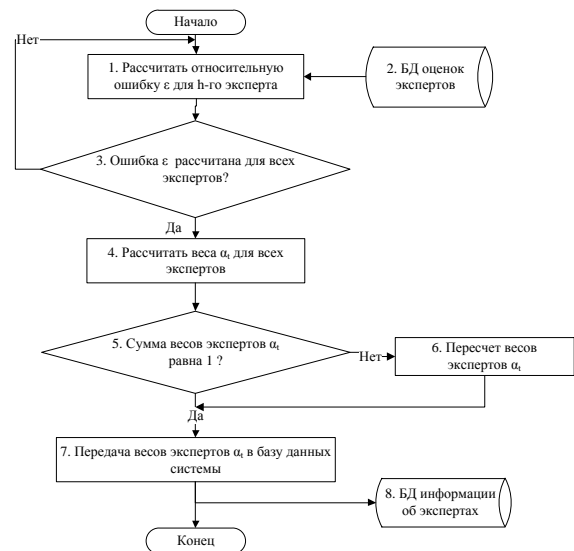 Начало
Нет
1. Рассчитать относительную
ошибку ε для h-го эксперта
2. БД оценок
экспертов
3. Ошибка ε рассчитана для всех
экспертов?
Да
4. Рассчитать веса αt для всех
экспертов
5. Сумма весов экспертов αt
равна 1 ?
Нет
6. Пересчет весов
экспертов αt
Да
7. Передача весов экспертов αt в базу данных
системы
8. БД информации
об экспертах
Конец